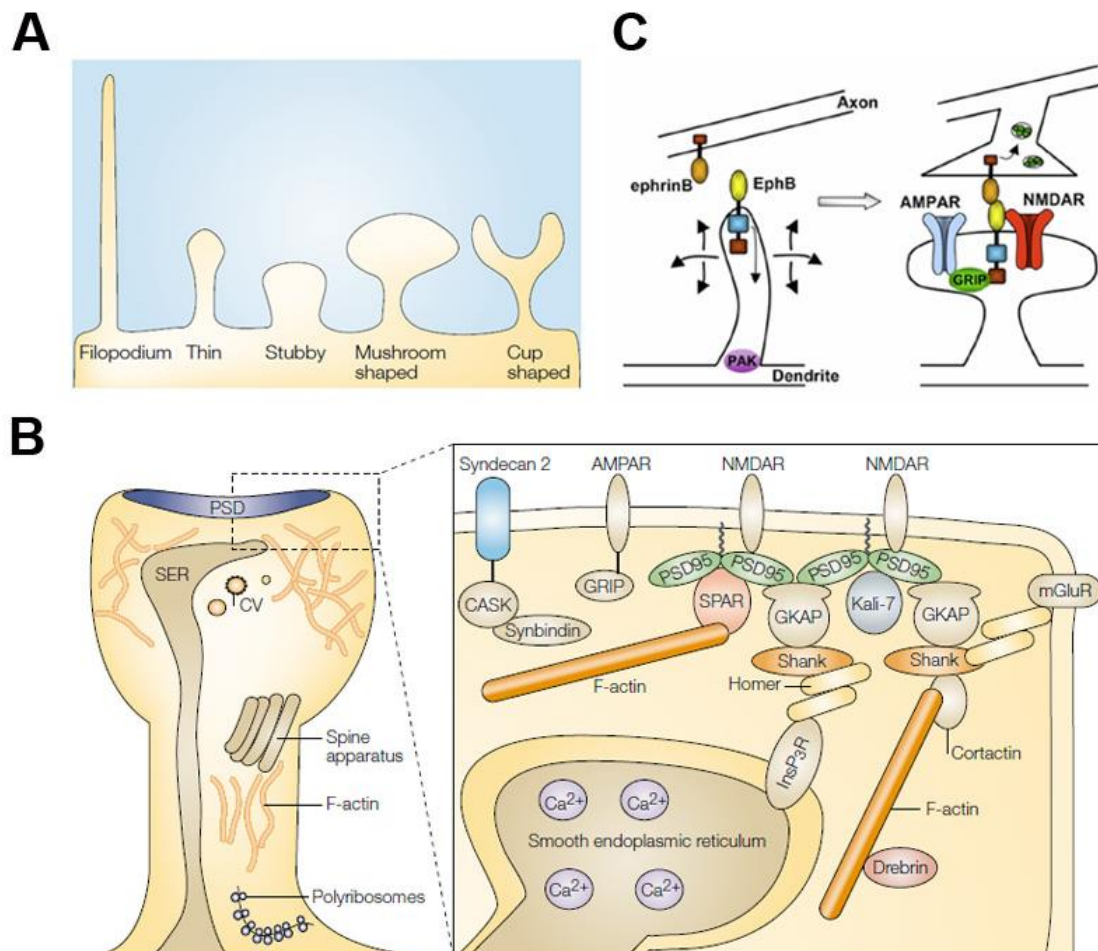 A
Filopodium Thin Stubby Mushroom shaped Cup shaped
C
Axon
ephrinB EphB
AMPAR NMDAR
GRIP
PAK
Dendrite
B
PSD
SER
CV
Spine
apparatus
F-actin
Polyribosomes
Syndecan 2 AMPAR NMDAR NMDAR
PSD95 PSD95 PSD95 PSD95
GRIP
mGluR
CASK SPAR GKAP Kali-7 GKAP
Synbindin
Shank Shank
F-actin Homer
Cortactin
InsP3R
Ca2+ Ca2+
F-actin
Smooth endoplasmic reticulum
Drebrin
Ca2+ Ca2+